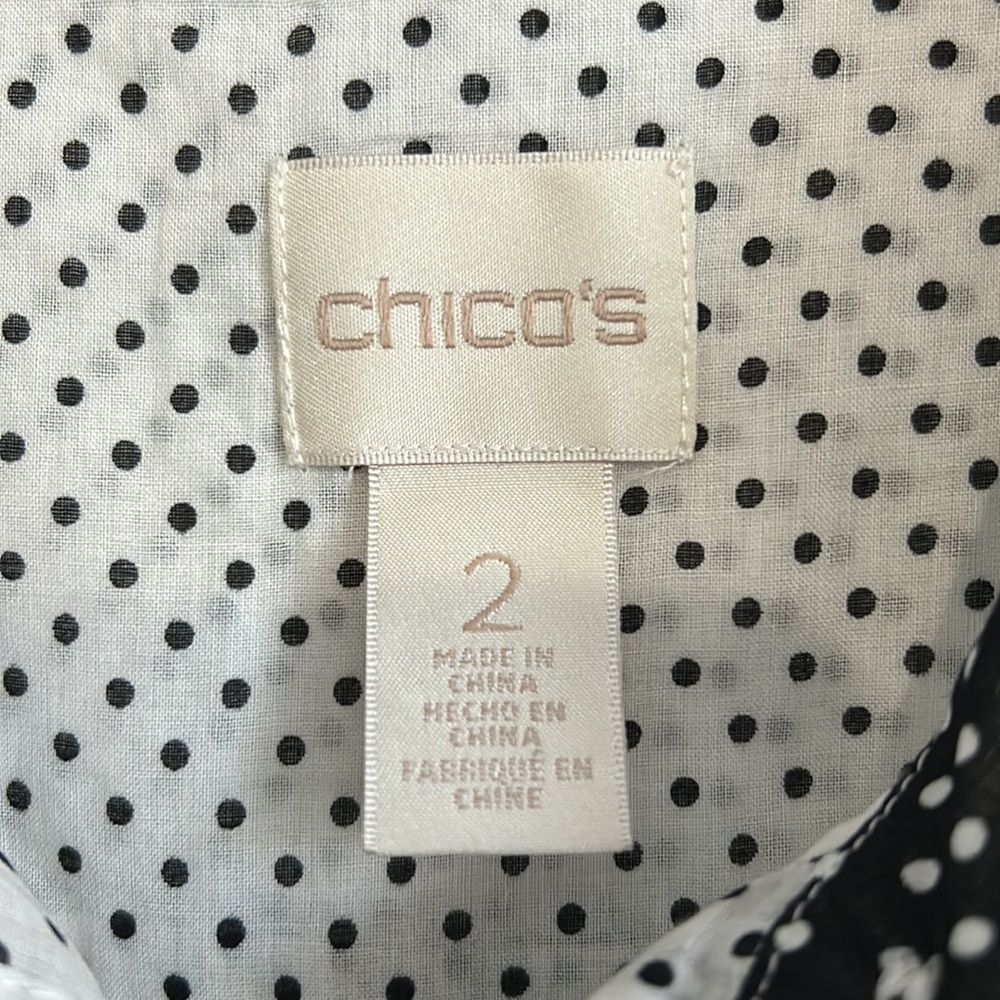 chico's
2
MADE IN
CHINA
HECHO EN
CHINA
FABRIQUÉ EN
CHINE